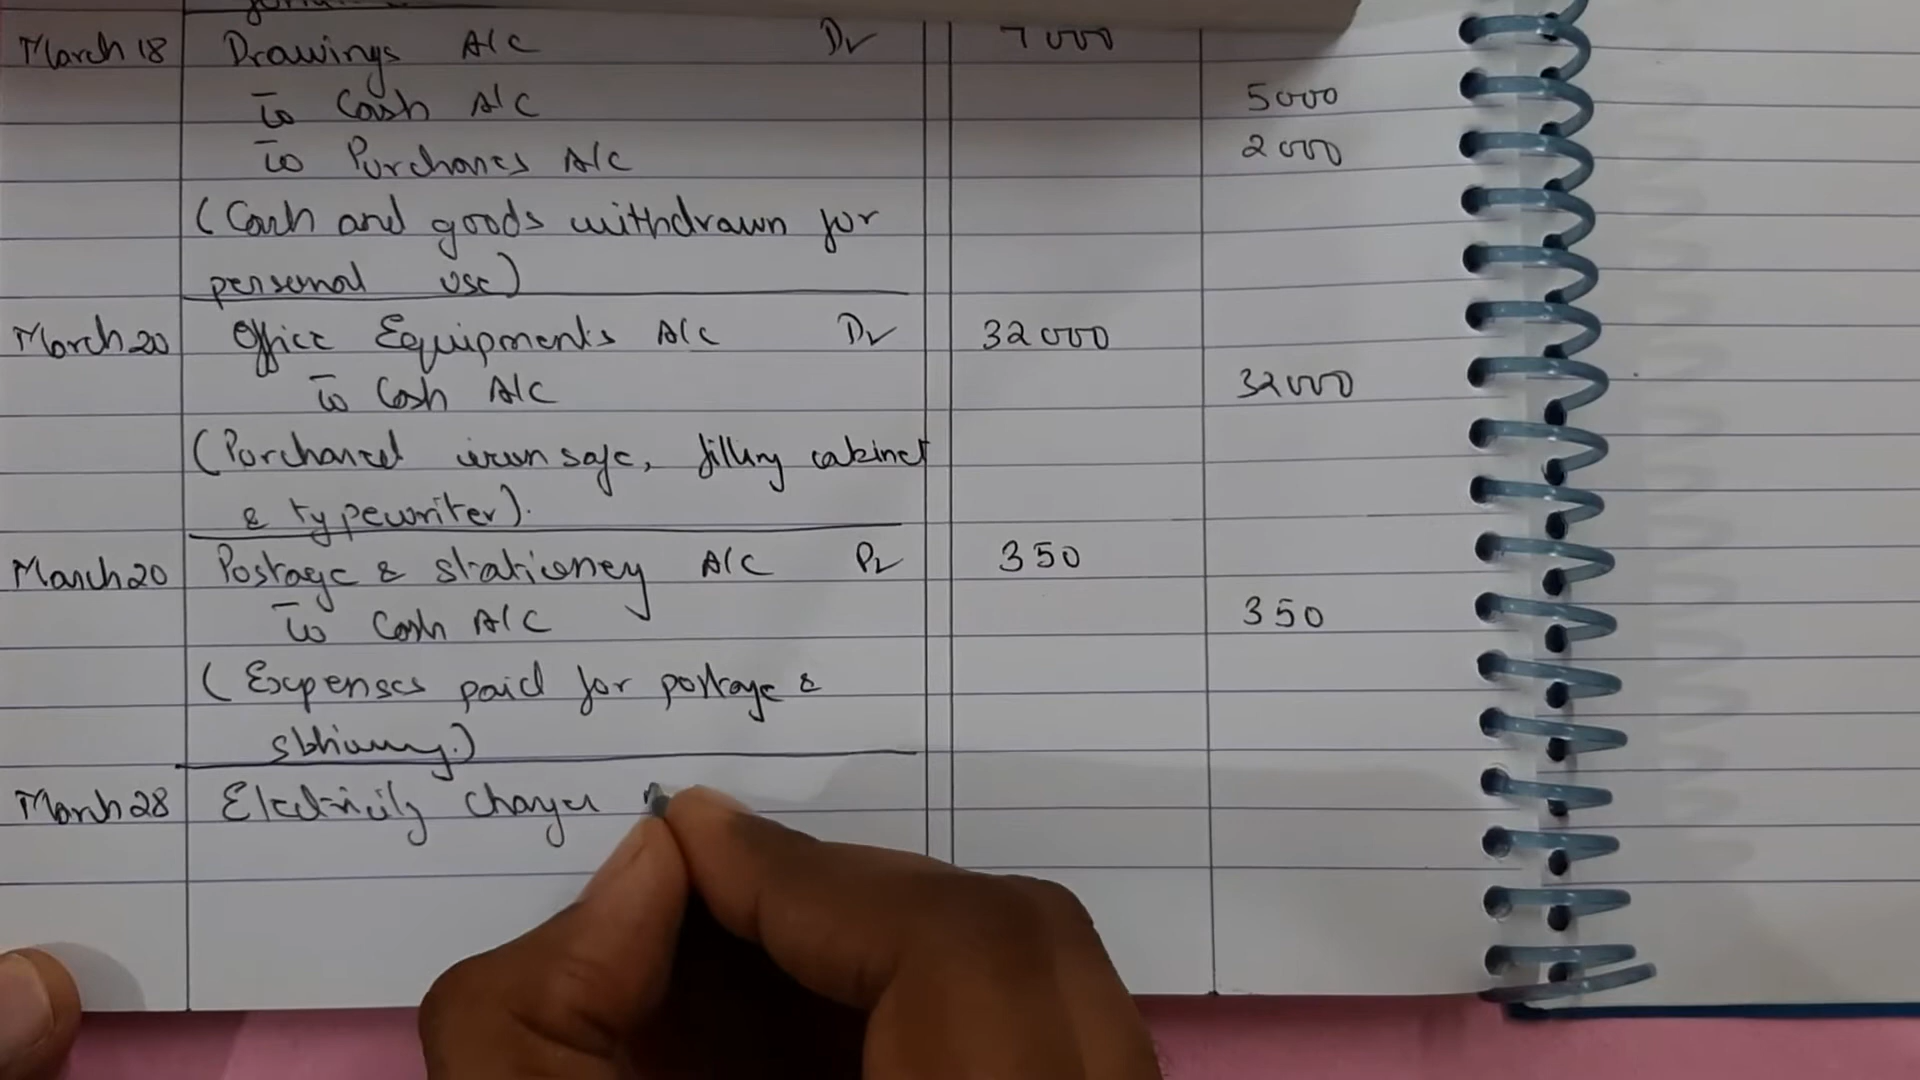 March 18 Drawings A/C Dr 7000
To Cash A/C 5000
To Purchases A/C 2000
(Cash and goods withdrawn for
personal use)
March 20 Office Equipments A/C Dr 32000
To Cash A/C 32000
(Purchased iron safe, filling cabinet
& typewriter).
March 20 Postage & stationery A/C Dr 350
To Cash A/C 350
(Expenses paid for postage &
March 28 Electricity charges